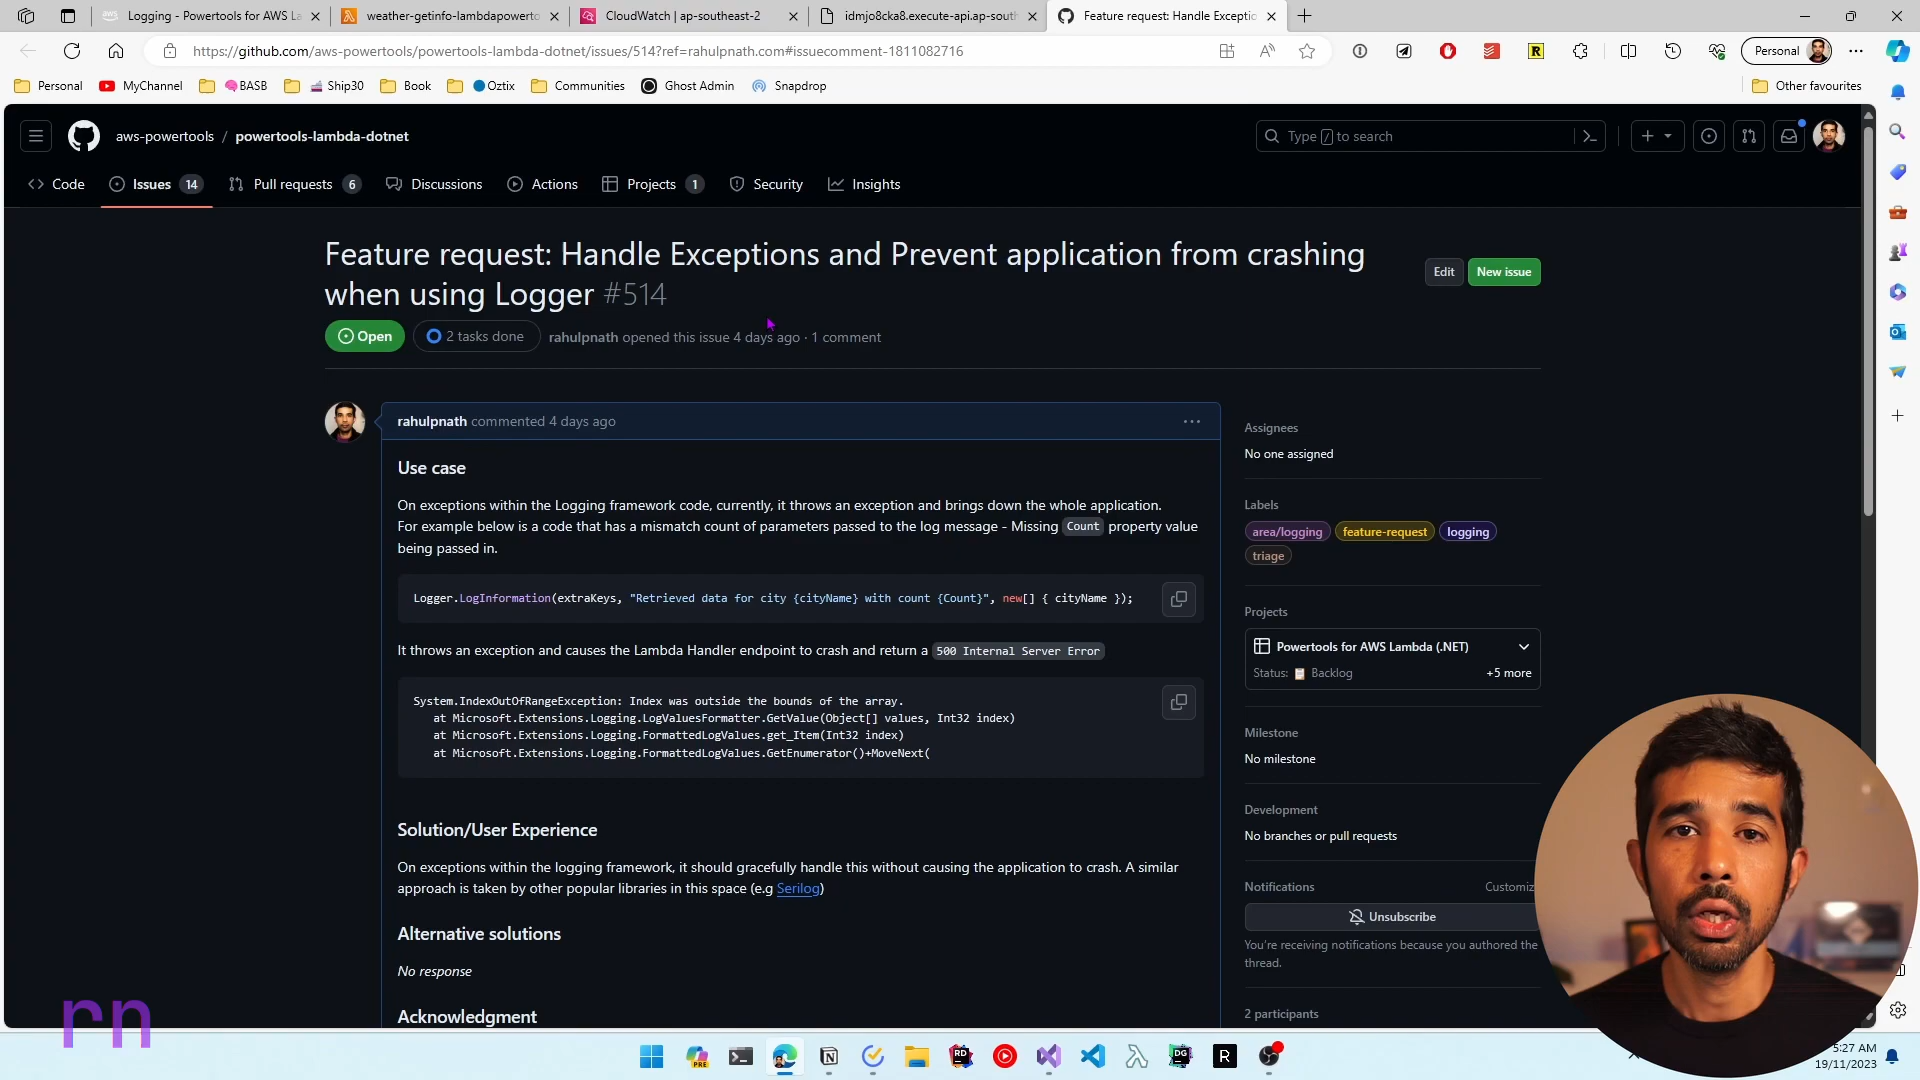 Logging - Powertools for AWS La
weather-getinfo-lambdapowerto
CloudWatch | ap-southeast-2
idmjo8cka8.execute-api.ap-south
Feature request: Handle Exceptio
https://github.com/aws-powertools/powertools-lambda-dotnet/issues/514?ref=rahulpnath.com#issuecomment-1811082716
Personal
Personal
MyChannel
BASB
Ship30
Book
Oztix
Communities
Ghost Admin
Snapdrop
Other favourites
aws-powertools / powertools-lambda-dotnet
Type / to search
Code
Issues 14
Pull requests 6
Discussions
Actions
Projects 1
Security
Insights
Feature request: Handle Exceptions and Prevent application from crashing
when using Logger #514
Edit
New issue
Open
2 tasks done
rahulpnath opened this issue 4 days ago · 1 comment
rahulpnath commented 4 days ago
Use case
On exceptions within the Logging framework code, currently, it throws an exception and brings down the whole application.
For example below is a code that has a mismatch count of parameters passed to the log message - Missing Count property value
being passed in.
Logger.LogInformation(extraKeys, "Retrieved data for city {cityName} with count {Count}", new[] { cityName });
It throws an exception and causes the Lambda Handler endpoint to crash and return a 500 Internal Server Error
System.IndexOutOfRangeException: Index was outside the bounds of the array.
at Microsoft.Extensions.Logging.LogValuesFormatter.GetValue(Object[] values, Int32 index)
at Microsoft.Extensions.Logging.FormattedLogValues.get_Item(Int32 index)
at Microsoft.Extensions.Logging.FormattedLogValues.GetEnumerator()+MoveNext(
Solution/User Experience
On exceptions within the logging framework, it should gracefully handle this without causing the application to crash. A similar
approach is taken by other popular libraries in this space (e.g Serilog)
Alternative solutions
No response
Acknowledgment
Assignees
No one assigned
Labels
area/logging
feature-request
logging
triage
Projects
Powertools for AWS Lambda (.NET)
Status: Backlog
+5 more
Milestone
No milestone
Development
No branches or pull requests
Notifications
Customiz
Unsubscribe
You're receiving notifications because you authored the
thread.
2 participants
rn
PRE
RD
DG
R
5:27 AM
19/11/2023